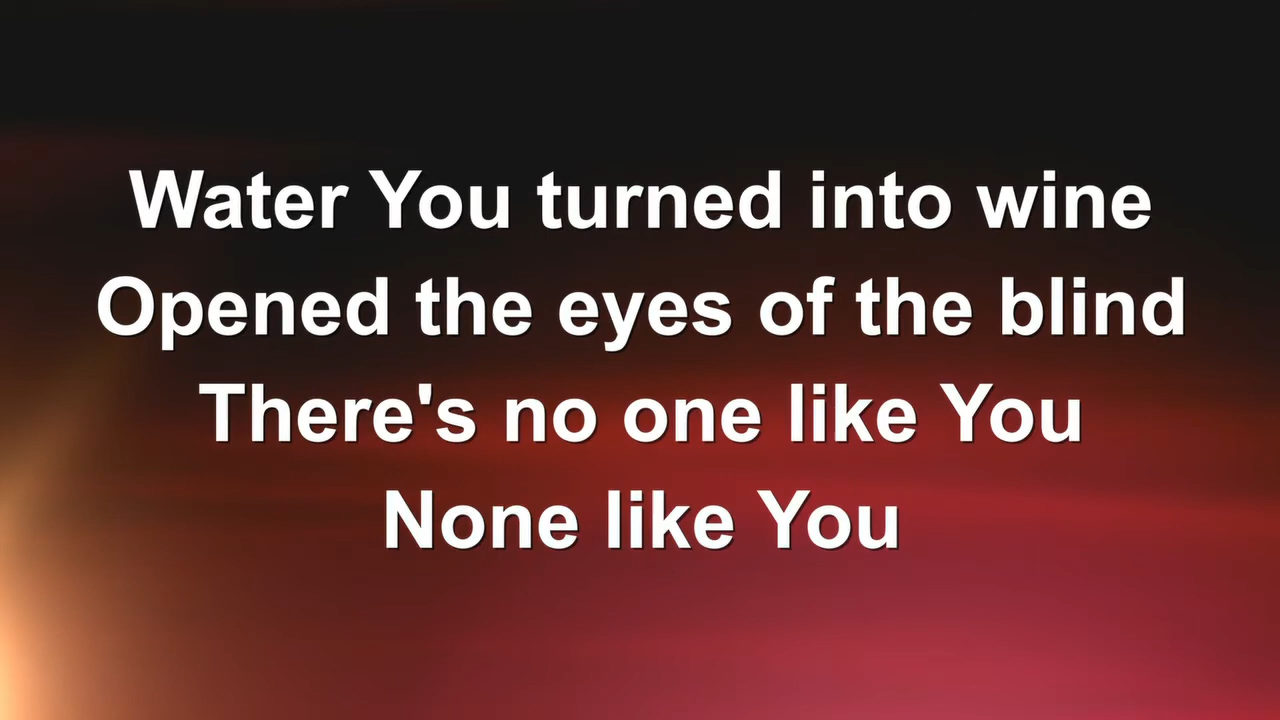 Water You turned into wine
Opened the eyes of the blind
There's no one like You
None like You